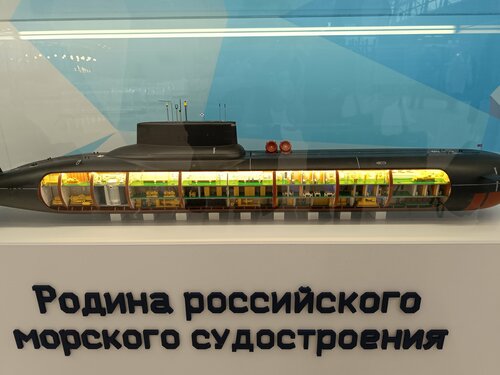 Родина российского
морского судостроения